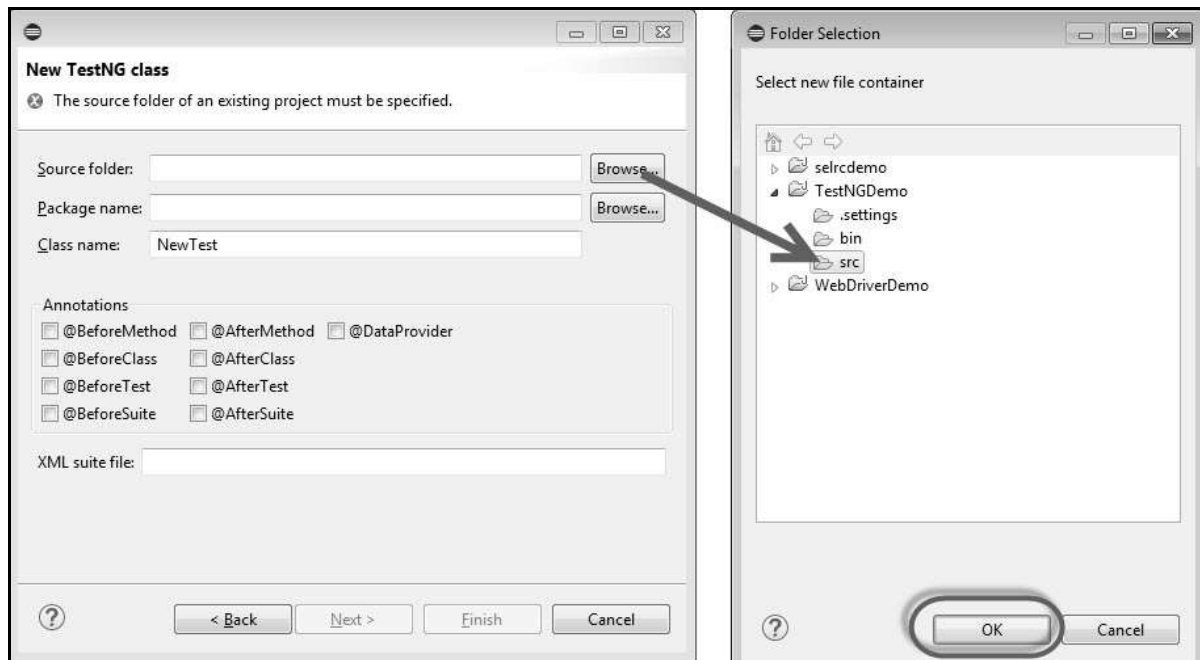 New TestNG class
The source folder of an existing project must be specified.
Source folder:
Browse...
Package name:
Browse...
Class name:
NewTest
Annotations
@BeforeMethod @AfterMethod @DataProvider
@BeforeClass @AfterClass
@BeforeTest @AfterTest
@BeforeSuite @AfterSuite
XML suite file:
?
< Back
Next >
Finish
Cancel
Folder Selection
Select new file container
selrcdemo
TestNGDemo
.settings
bin
src
WebDriverDemo
?
OK
Cancel